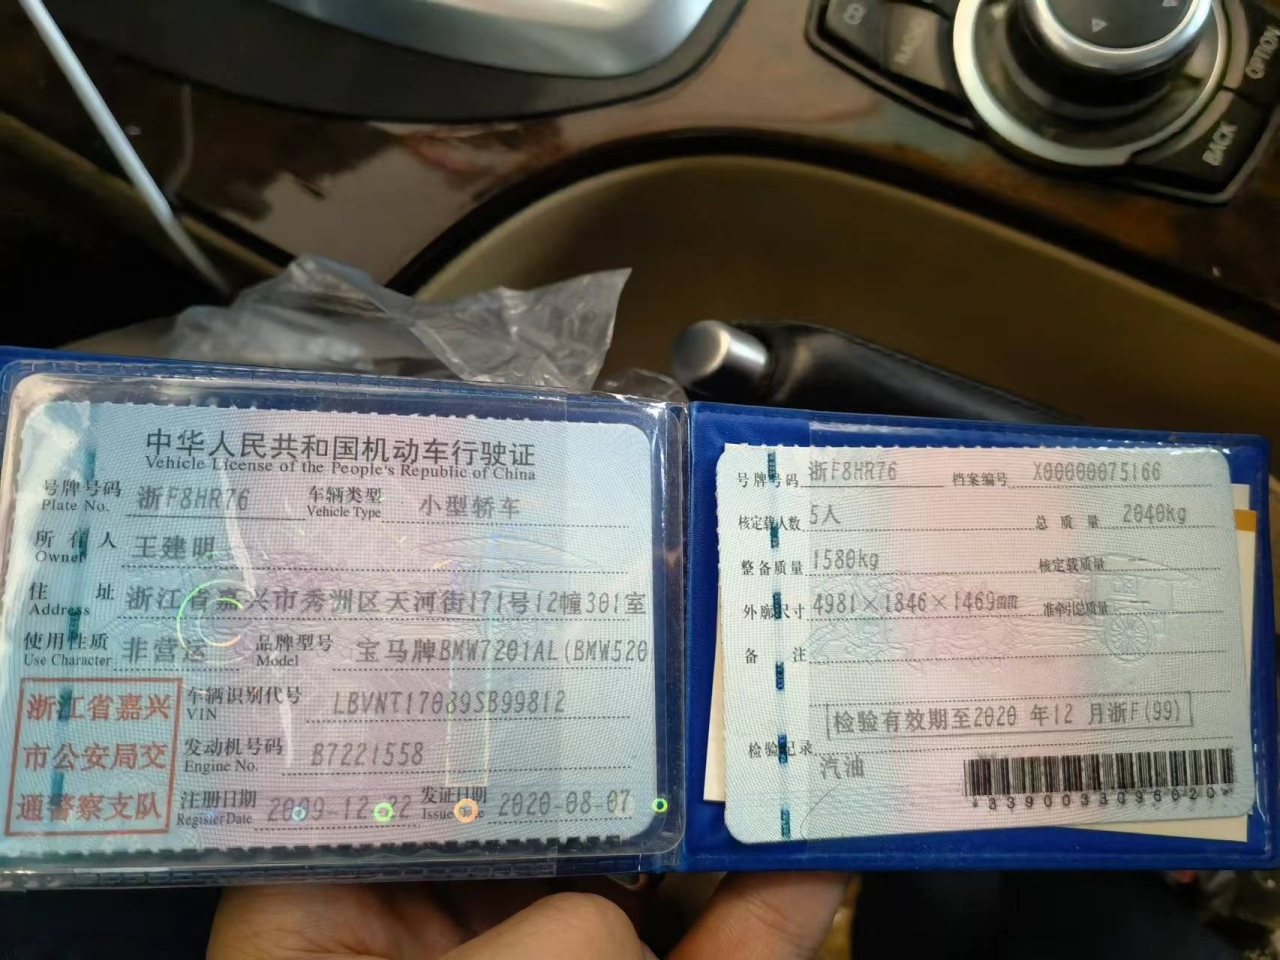 CD
RADIO
OPTION
BACK
中华人民共和国机动车行驶证
Vehicle License of the People's Republic of China
号牌号码 浙F8HR76 车辆类型 小型轿车
Plate No. Vehicle Type
所有人 王建明
Owner
住址 浙江省嘉兴市秀洲区天河街171号12幢301室
Address
使用性质 非营运 品牌型号 宝马牌BMW7201AL(BMW520
Use Character Model
浙江省嘉兴
市公安局交
通警察支队
车辆识别代号 LBVNT17089SB99812
VIN
发动机号码 B7221558
Engine No.
注册日期 2009-12-22 发证日期 2020-08-07
Register Date Issue Date
号牌号码 浙F8HR76 档案编号 X00000075166
核定载人数 5人 总质量 2040kg
整备质量 1580kg 核定载质量
外廓尺寸 4981×1846×1469mm 准牵引总质量
备注
检验有效期至2020 年12 月浙F(99)
检验记录
汽油
*3390033096020*